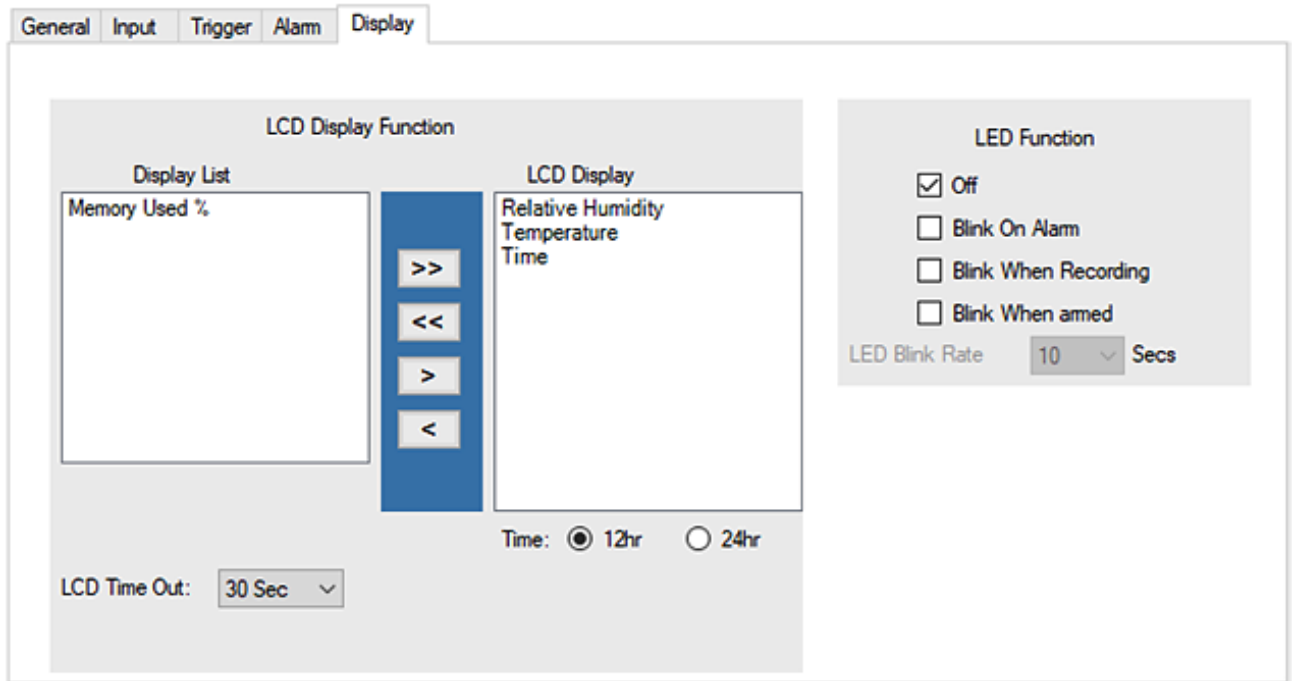 General Input Trigger Alarm Display
LCD Display Function
Display List
Memory Used %
>>
<<
>
<
LCD Display
Relative Humidity
Temperature
Time
Time: 12hr 24hr
LCD Time Out: 30 Sec
LED Function
Off
Blink On Alarm
Blink When Recording
Blink When armed
LED Blink Rate 10 Secs